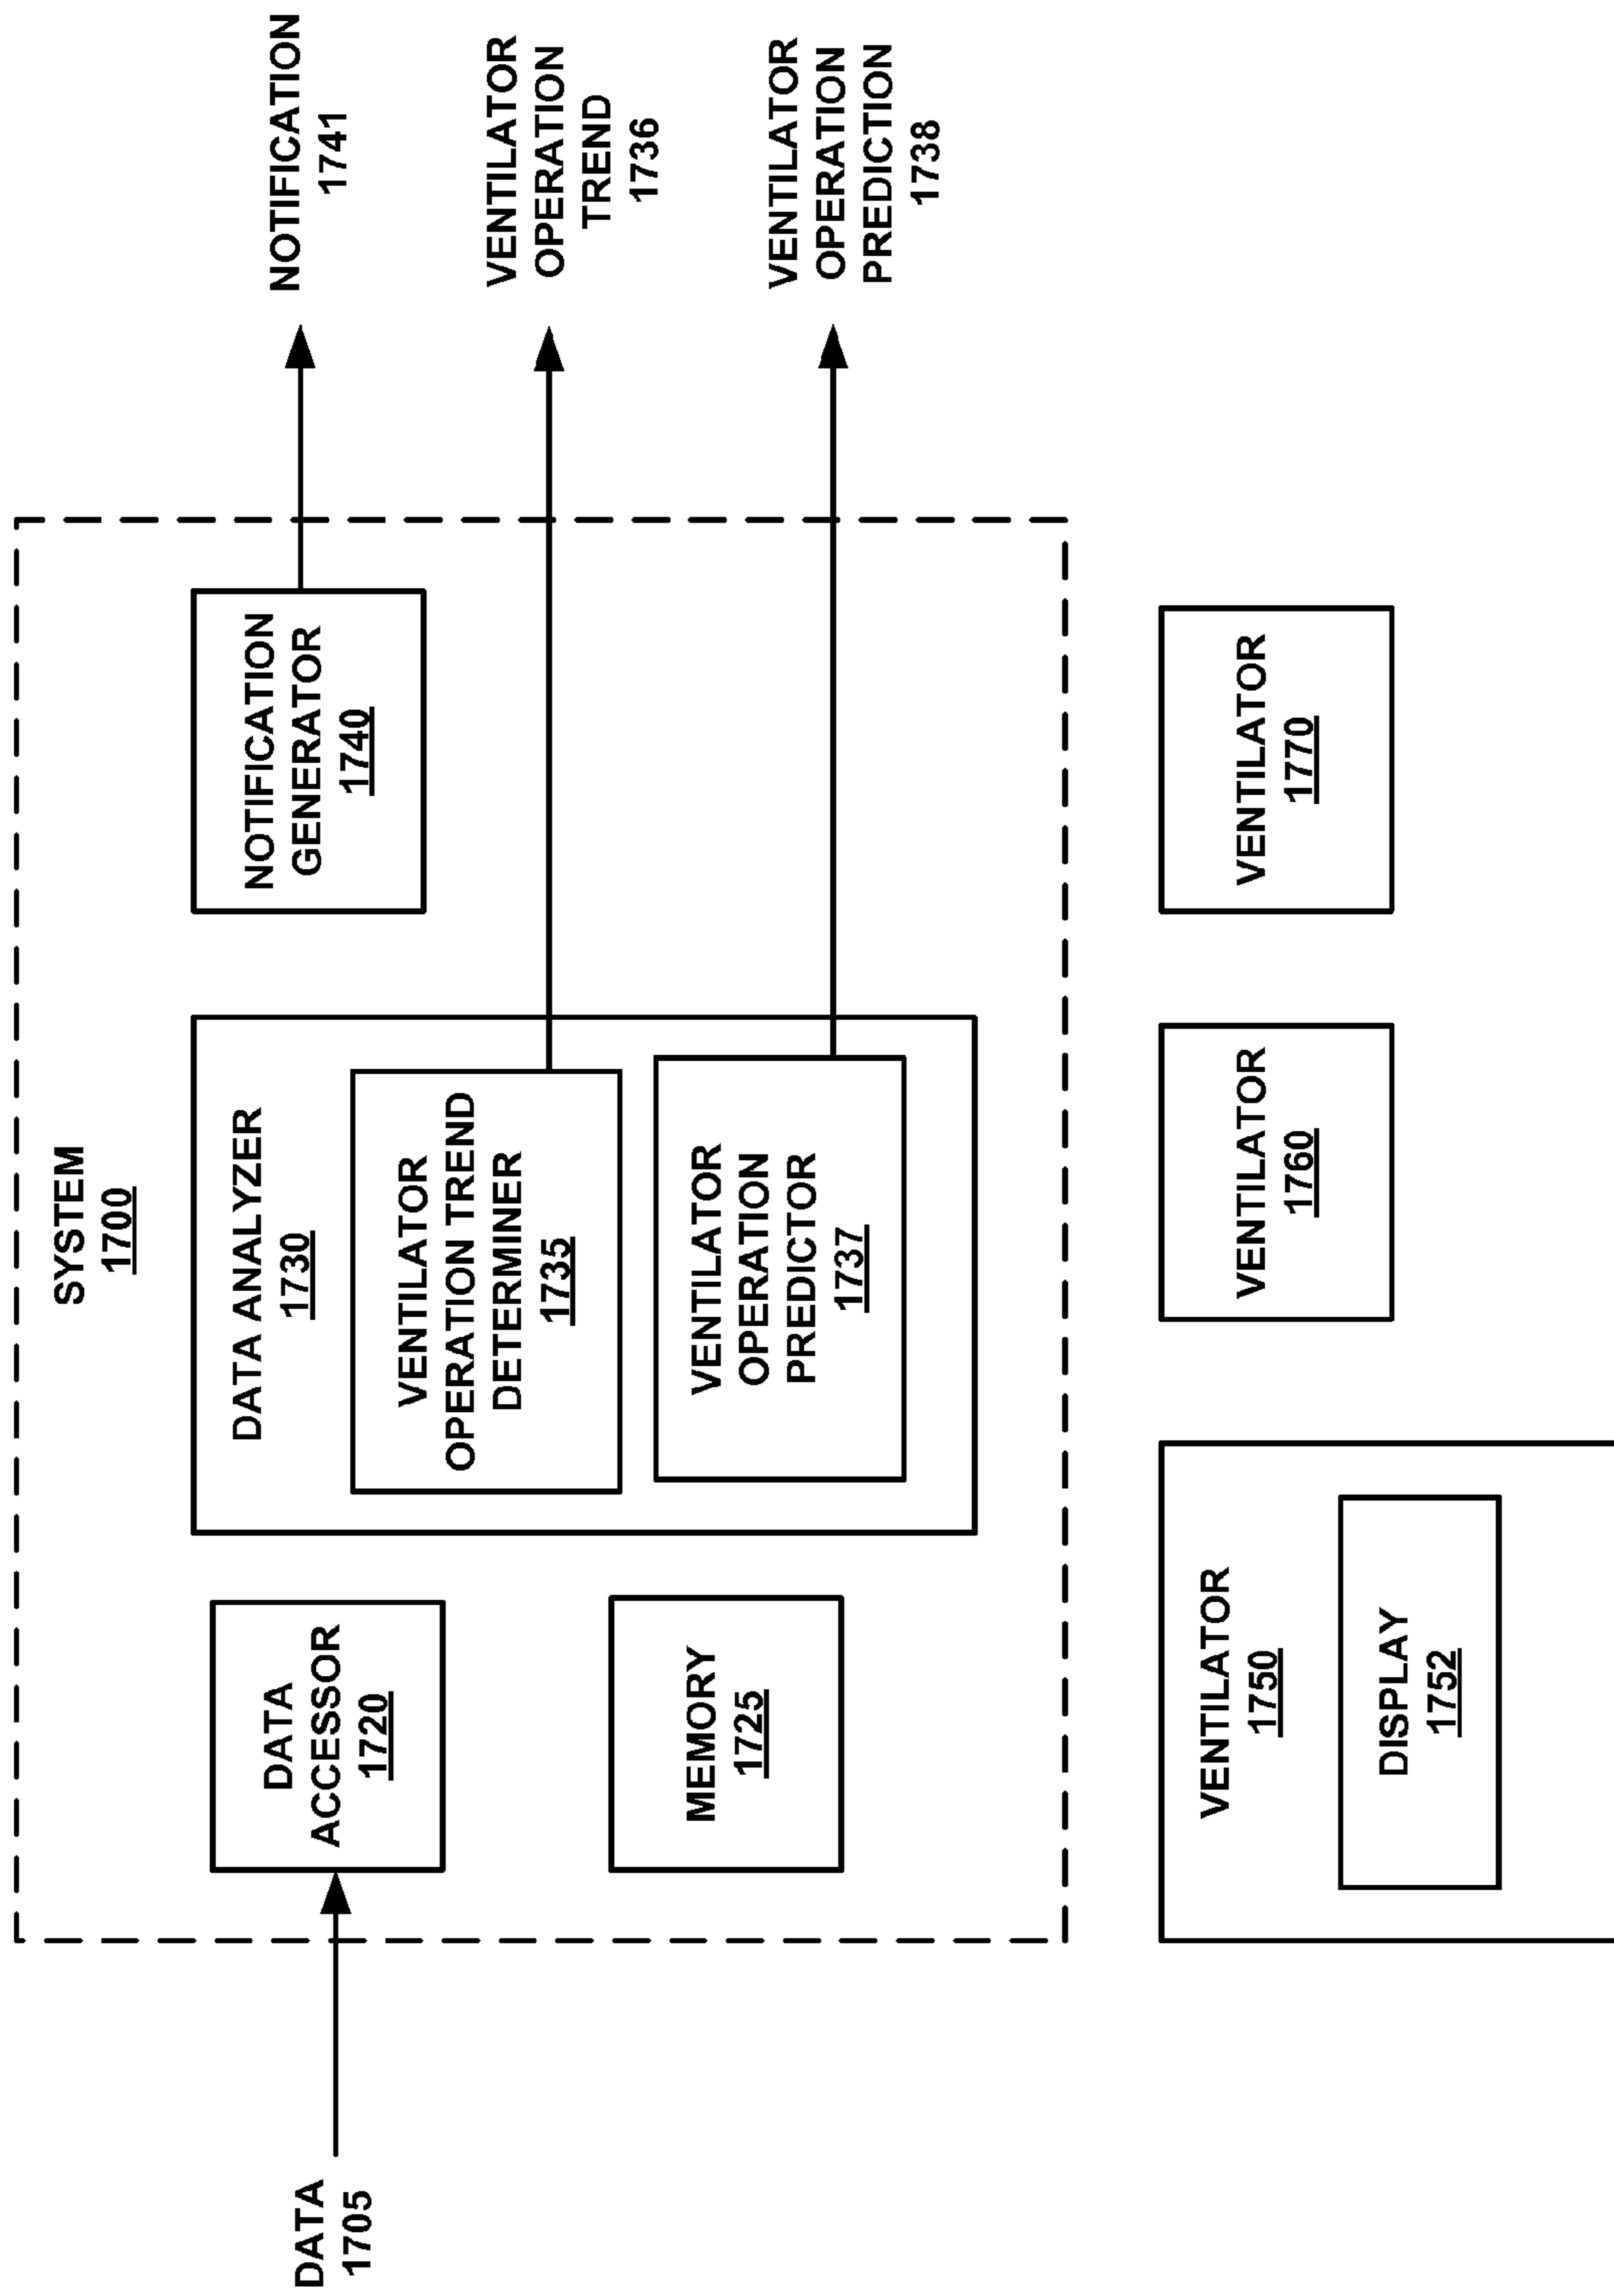 SYSTEM
1700
DATA
1705
DATA
ACCESSOR
1720
MEMORY
1725
DATA ANALYZER
1730
VENTILATOR
OPERATION TREND
DETERMINER
1735
VENTILATOR
OPERATION
PREDICTOR
1737
NOTIFICATION
GENERATOR
1740
NOTIFICATION
1741
VENTILATOR
OPERATION
TREND
1736
VENTILATOR
OPERATION
PREDICTION
1738
VENTILATOR
1750
DISPLAY
1752
VENTILATOR
1760
VENTILATOR
1770